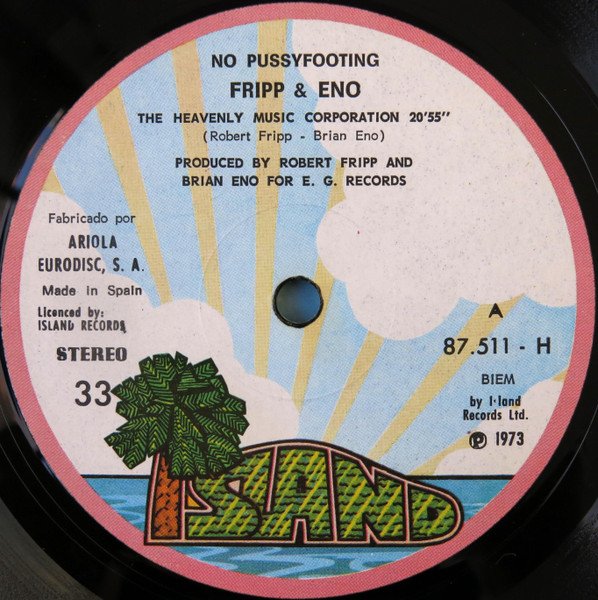 NO PUSSYFOOTING
FRIPP & ENO
THE HEAVENLY MUSIC CORPORATION 20'55"
(Robert Fripp - Brian Eno)
PRODUCED BY ROBERT FRIPP AND
BRIAN ENO FOR E. G. RECORDS
Fabricado por
ARIOLA
EURODISC, S. A.
Made in Spain
Licenced by:
ISLAND RECORDS
STEREO
33
A
87.511 - H
BIEM
by Island
Records Ltd.
℗ 1973
ISLAND